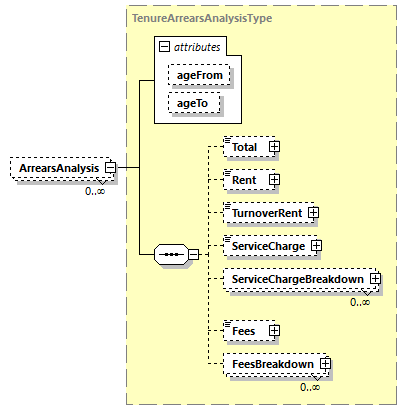 TenureArrearsAnalysisType
attributes
ageFrom
ageTo
ArrearsAnalysis
0..∞
Total
Rent
TurnoverRent
ServiceCharge
ServiceChargeBreakdown
0..∞
Fees
FeesBreakdown
0..∞